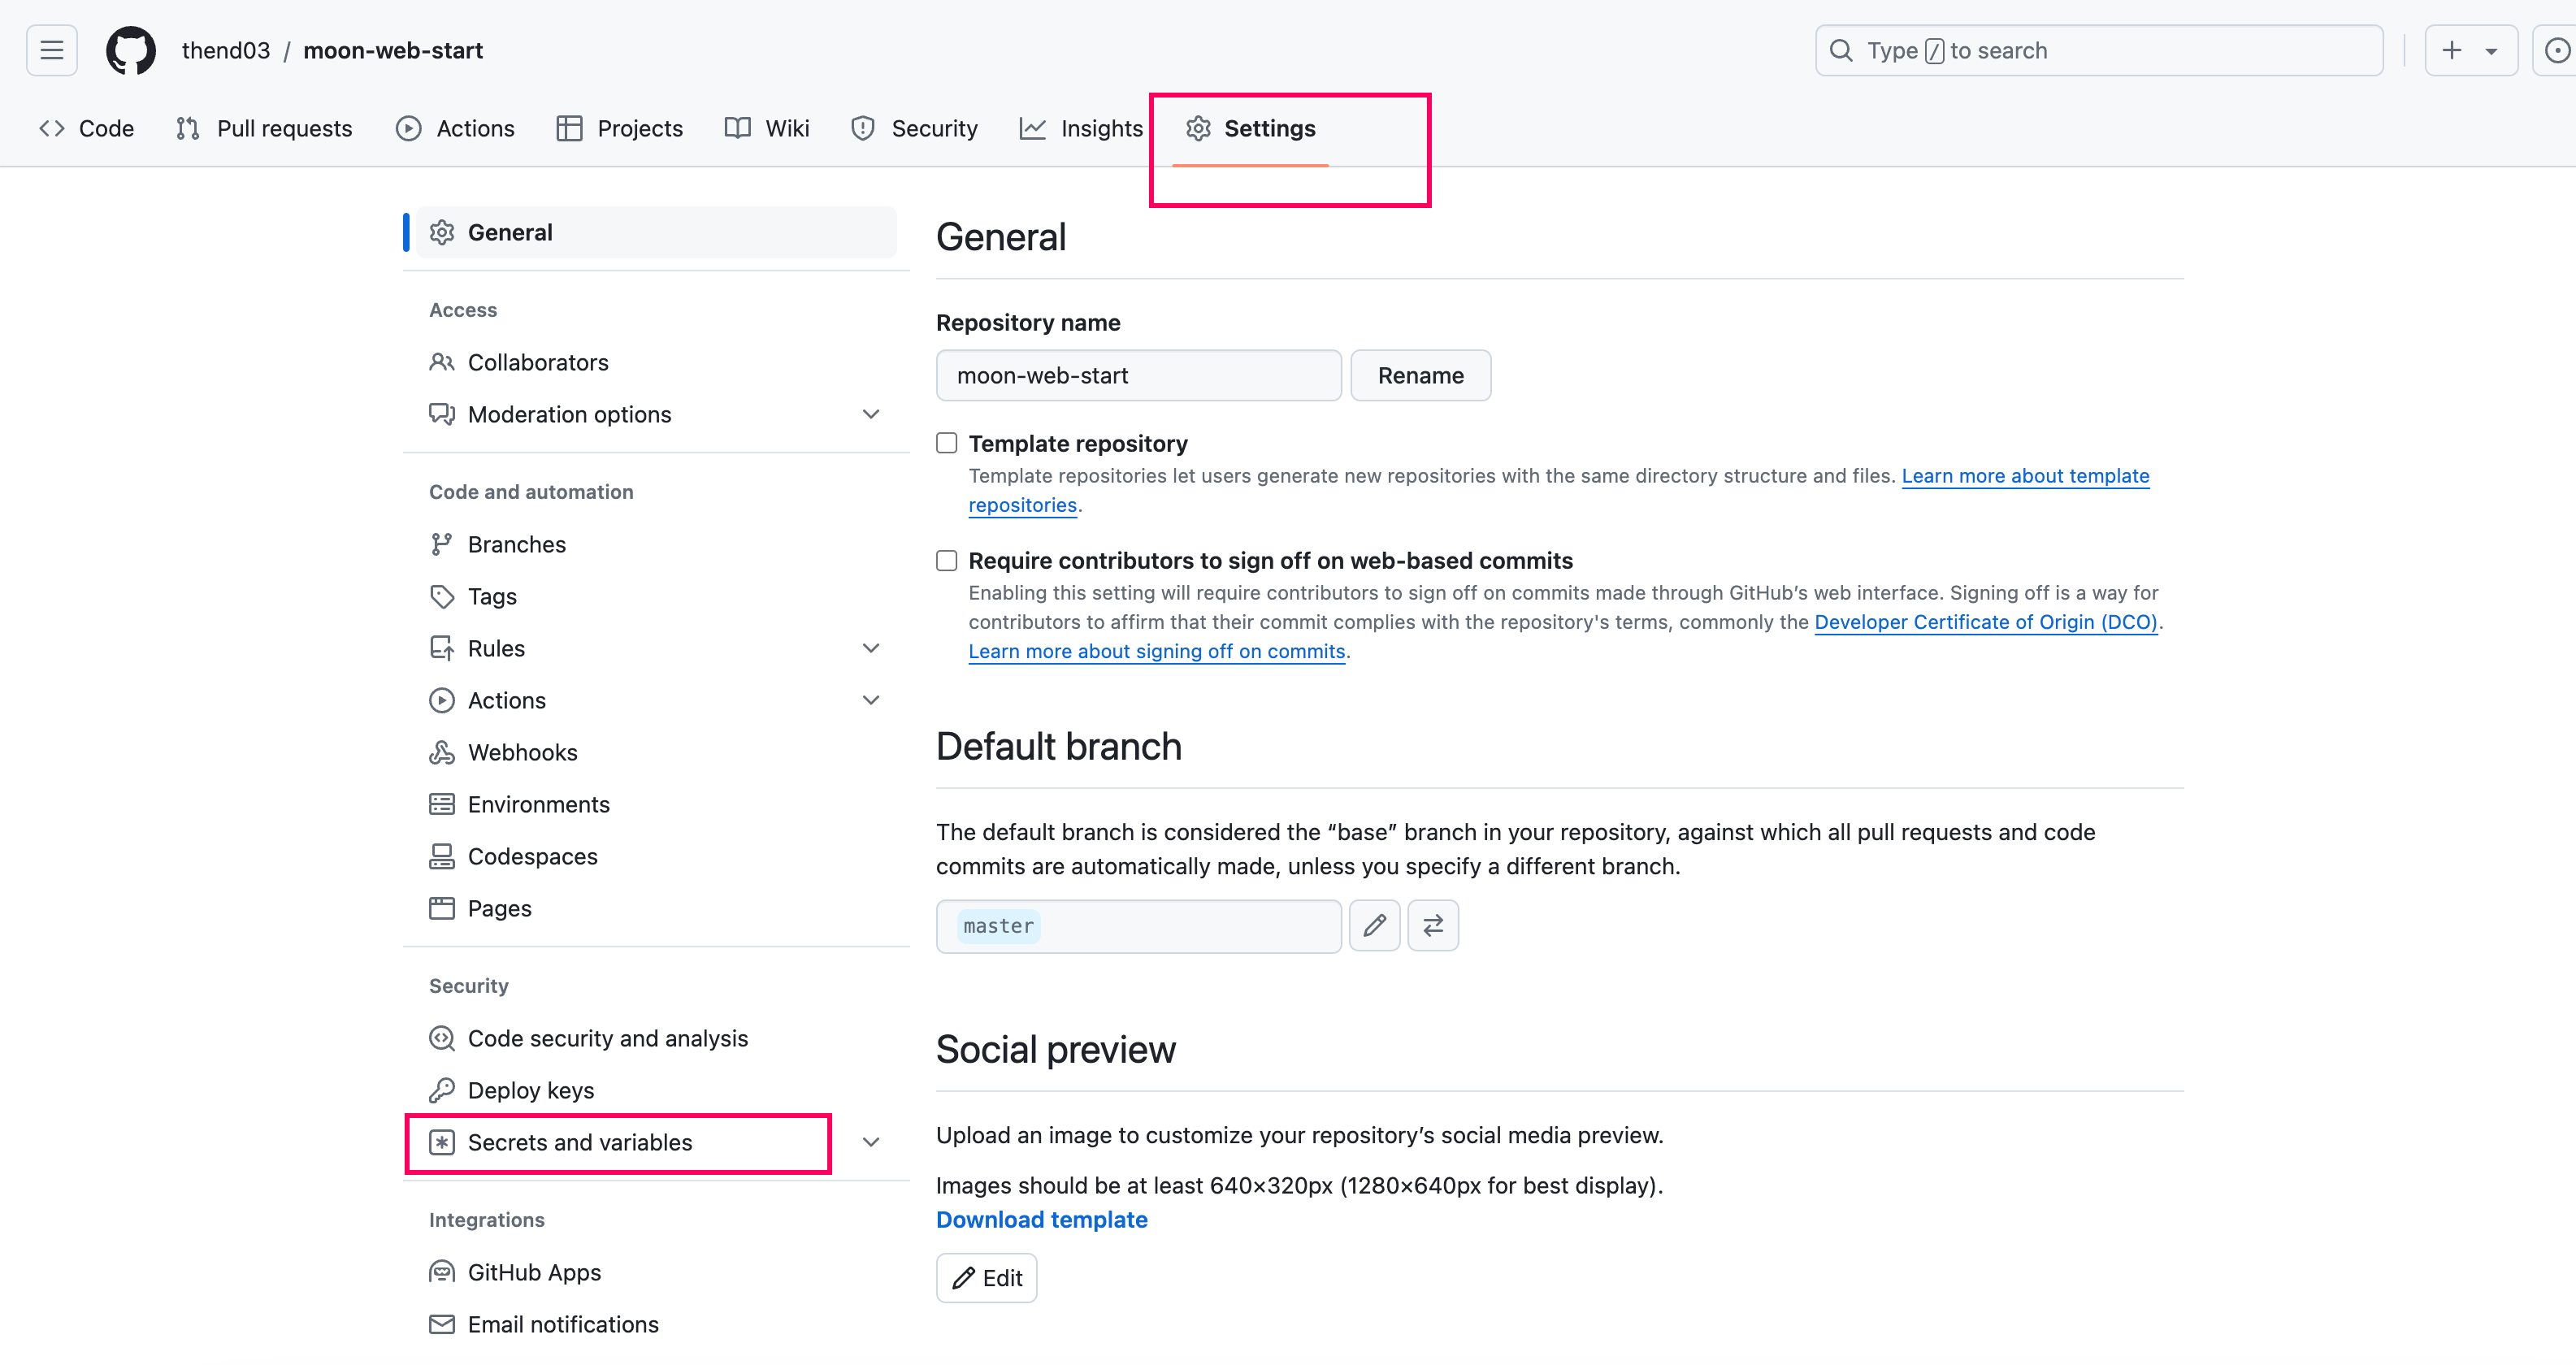 thend03 / moon-web-start
Type / to search
Code Pull requests Actions Projects Wiki Security Insights Settings
General
Access
Collaborators
Moderation options
Code and automation
Branches
Tags
Rules
Actions
Webhooks
Environments
Codespaces
Pages
Security
Code security and analysis
Deploy keys
Secrets and variables
Integrations
GitHub Apps
Email notifications
General
Repository name
moon-web-start Rename
Template repository
Template repositories let users generate new repositories with the same directory structure and files. Learn more about template
repositories.
Require contributors to sign off on web-based commits
Enabling this setting will require contributors to sign off on commits made through GitHub’s web interface. Signing off is a way for
contributors to affirm that their commit complies with the repository's terms, commonly the Developer Certificate of Origin (DCO).
Learn more about signing off on commits.
Default branch
The default branch is considered the “base” branch in your repository, against which all pull requests and code
commits are automatically made, unless you specify a different branch.
master
Social preview
Upload an image to customize your repository’s social media preview.
Images should be at least 640×320px (1280×640px for best display).
Download template
Edit